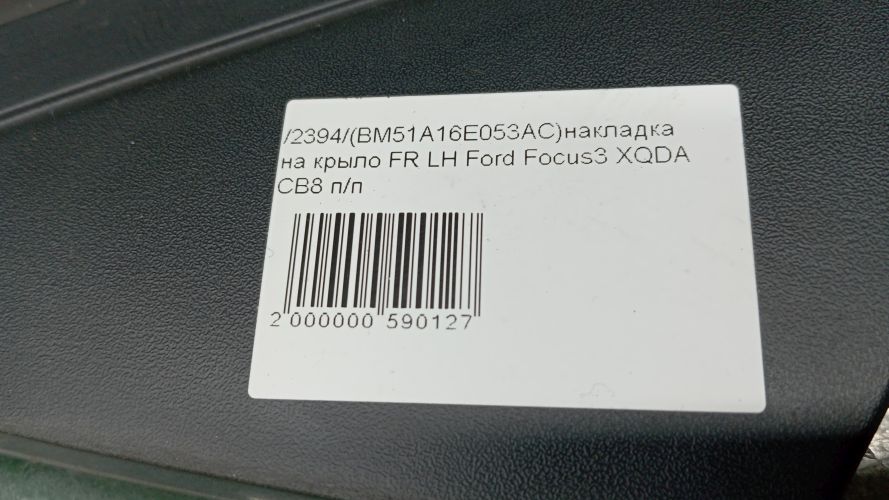 /2394/(BM51A16E053AC)накладка
на крыло FR LH Ford Focus3 XQDA
CB8 п/п
2 000000 590127